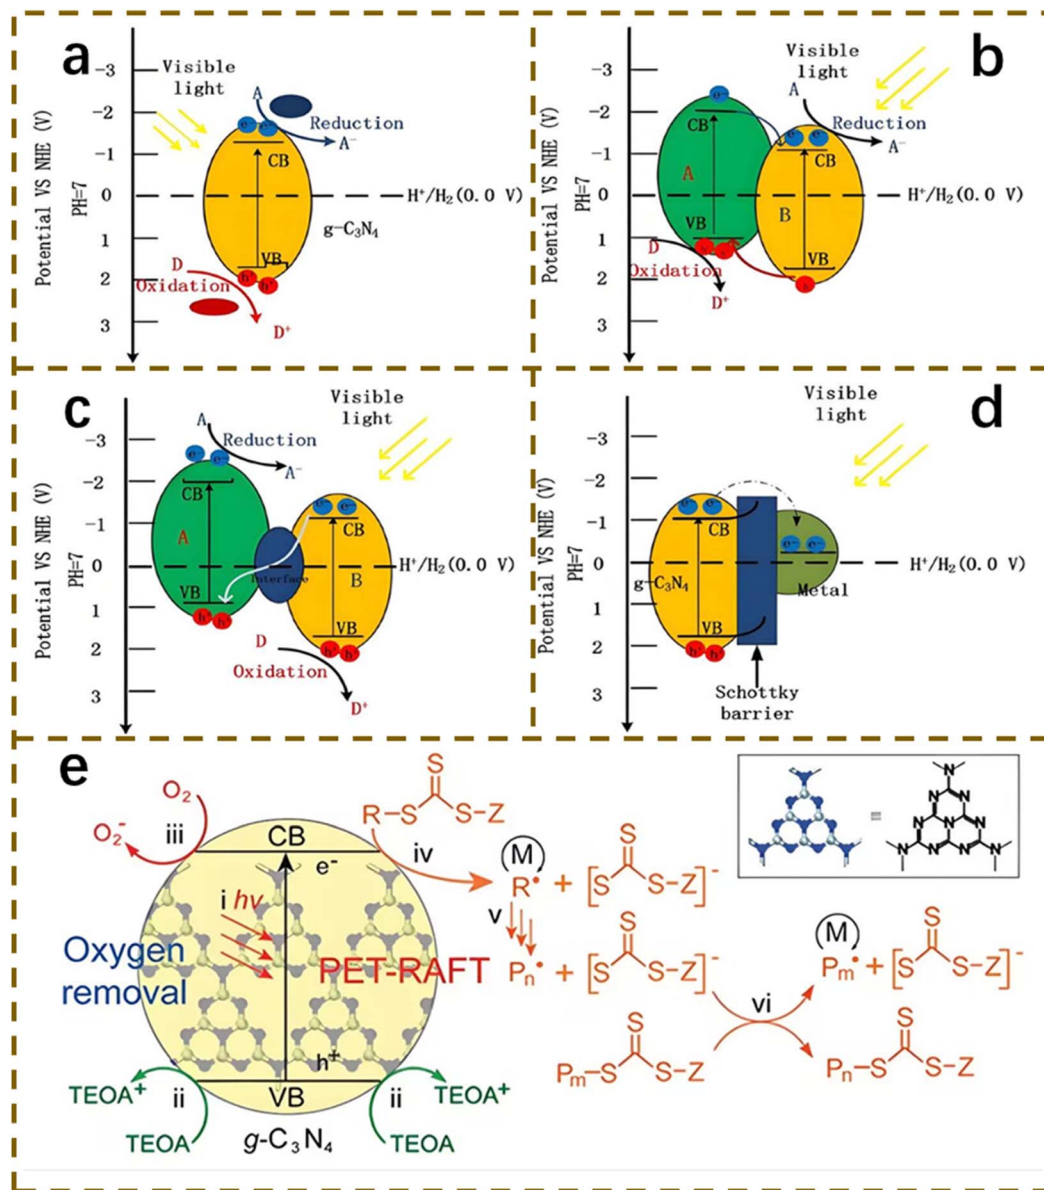 a
Potential VS NHE (V)
PH=7
-3
-2
-1
0
1
2
3
Visible
light
A
e⁻ e⁻
Reduction
A⁻
CB
H⁺/H₂(0.0 V)
g-C₃N₄
VB
D
h⁺ h⁺
Oxidation
D⁺
b
Potential VS NHE (V)
PH=7
-3
-2
-1
0
1
2
3
Visible
light
e⁻
A
CB
e⁻ e⁻
Reduction
CB
A⁻
A
H⁺/H₂(0.0 V)
B
VB
D
VB
Oxidation
D⁺
c
Potential VS NHE (V)
PH=7
-3
-2
-1
0
1
2
3
Visible
light
A
Reduction
e⁻ e⁻
A⁻
CB
e⁻ e⁻
CB
A
H⁺/H₂(0.0 V)
Interface
B
VB
h⁺ h⁺
VB
D
h⁺ h⁺
Oxidation
D⁺
d
Potential VS NHE (V)
PH=7
-3
-2
-1
0
1
2
3
Visible
light
e⁻ e⁻
CB
e⁻ e⁻
H⁺/H₂(0.0 V)
g-C₃N₄
Metal
VB
h⁺ h⁺
Schottky
barrier
e
O₂
O₂⁻
iii
CB
e⁻
i hv
Oxygen
removal
PET-RAFT
h⁺
VB
TEOA⁺
ii
TEOA
ii
TEOA⁺
TEOA
g-C₃N₄
S
R-S S-Z
iv
M
R• + [S S S-Z]⁻
v
Pn• + [S S S-Z]⁻
vi
S
Pm-S S-Z
M
Pm• + [S S S-Z]⁻
S
Pn-S S-Z
≡
N N N N N N N N N N